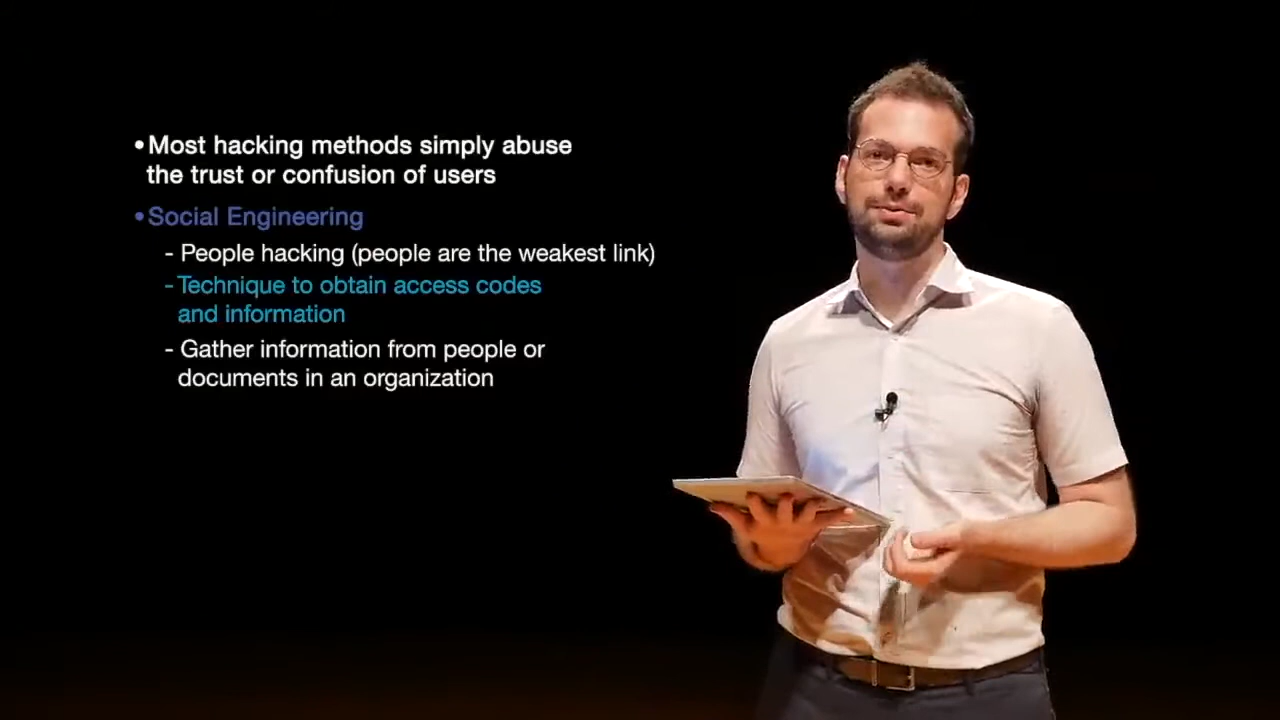 •Most hacking methods simply abuse
the trust or confusion of users
•Social Engineering
- People hacking (people are the weakest link)
- Technique to obtain access codes
and information
- Gather information from people or
documents in an organization